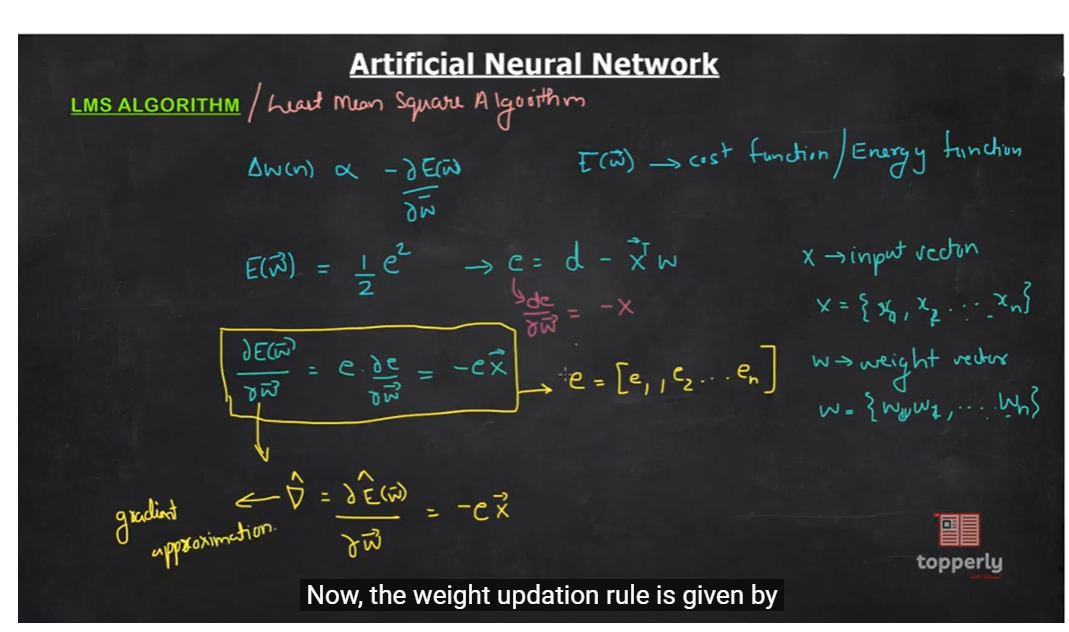 Artificial Neural Network
LMS ALGORITHM / Least Mean Square Algorithm
Δw(n) ∝ -∂E(w⃗)/∂w⃗
E(w⃗) → cost function/Energy function
E(w⃗) = 1/2 e² → e = d - x⃗ᵀw
∂e/∂w⃗ = -x
x → input vector
x = {x₁, x₂ ... xₙ}
∂E(w⃗)/∂w⃗ = e · ∂e/∂w⃗ = -ex⃗ → e = [e₁, e₂ ... eₙ]
w → weight vector
w = {w₀, w₁, .... wₙ}
gradient approximation. ← ∇̂ = ∂Ê(w⃗)/∂w⃗ = -ex⃗
topperly
Now, the weight updation rule is given by